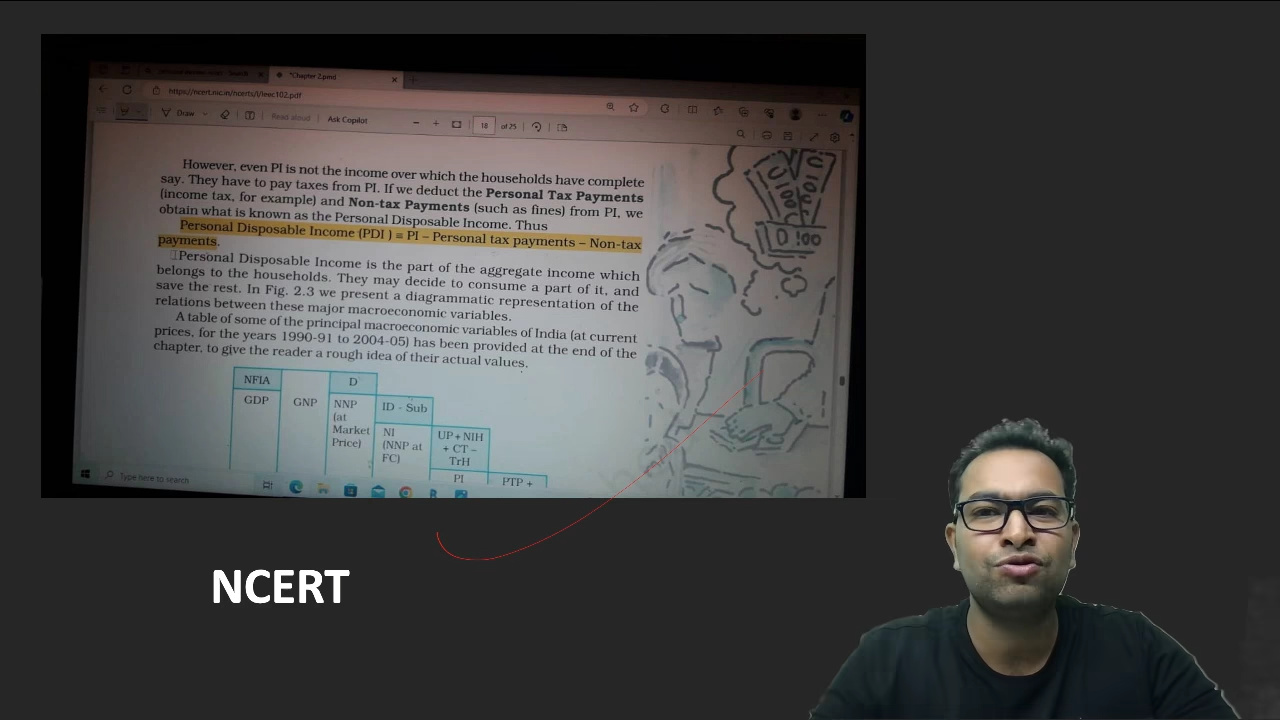 *Chapter 2.pmd
https://ncert.nic.in/ncerts/l/leec102.pdf
Draw
Read aloud
Ask Copilot
18
of 25
However, even PI is not the income over which the households have complete
say. They have to pay taxes from PI. If we deduct the Personal Tax Payments
(income tax, for example) and Non-tax Payments (such as fines) from PI, we
obtain what is known as the Personal Disposable Income. Thus
Personal Disposable Income (PDI ) ≡ PI – Personal tax payments – Non-tax
payments.
Personal Disposable Income is the part of the aggregate income which
belongs to the households. They may decide to consume a part of it, and
save the rest. In Fig. 2.3 we present a diagrammatic representation of the
relations between these major macroeconomic variables.
A table of some of the principal macroeconomic variables of India (at current
prices, for the years 1990-91 to 2004-05) has been provided at the end of the
chapter, to give the reader a rough idea of their actual values.
NFIA
D
GDP
GNP
NNP
(at
Market
Price)
ID - Sub
NI
(NNP at
FC)
UP + NIH
+ CT –
TrH
PI
PTP +
Type here to search
NCERT